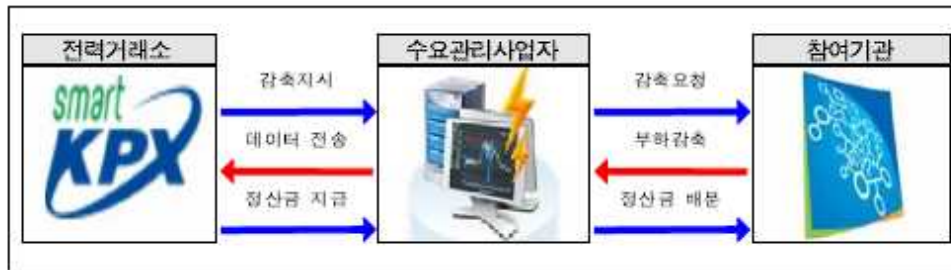 전력거래소
수요관리사업자
참여기관
감축지시
감축요청
smart
KPX
데이터 전송
부하감축
정산금 지급
정산금 배분